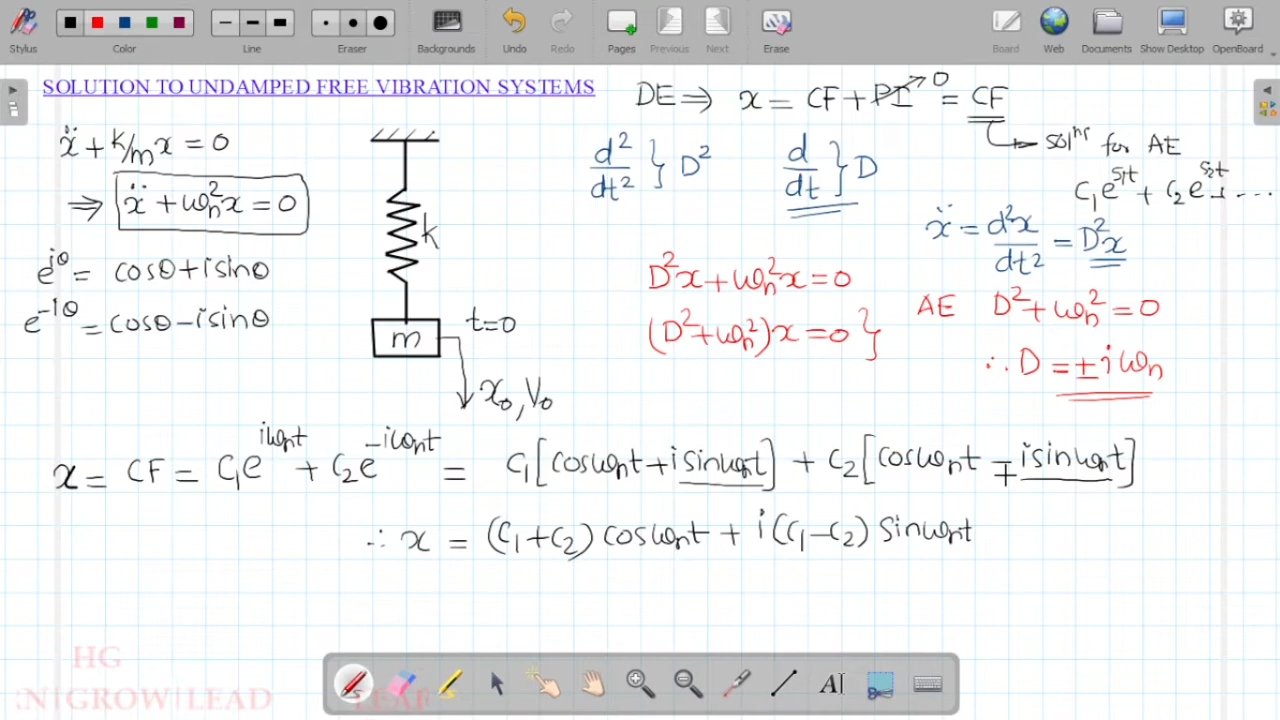 Stylus Color Line Eraser Backgrounds Undo Redo Pages Previous Next Erase Board Web Documents Show Desktop OpenBoard
SOLUTION TO UNDAMPED FREE VIBRATION SYSTEMS
ẍ + k/m x = 0
⇒ ẍ + ωn²x = 0
e^iθ = cosθ + isinθ
e^-iθ = cosθ - isinθ
k
m
t=0
x₀, V₀
DE ⇒ x = CF + PI → 0 = CF
→ sol^ns for AE
C₁e^s₁t + C₂e^s₂t + ...
d²/dt² } D²
d/dt } D
ẍ = d²x/dt² = D²x
D²x + ωn²x = 0
(D² + ωn²)x = 0 }
AE D² + ωn² = 0
∴ D = ± iωn
x = CF = C₁e^iωnt + C₂e^-iωnt = C₁[cosωnt + isinωnt] + C₂[cosωnt - isinωnt]
∴ x = (C₁+C₂) cosωnt + i(C₁-C₂) sinωnt
HG
N|GROW|LEAD